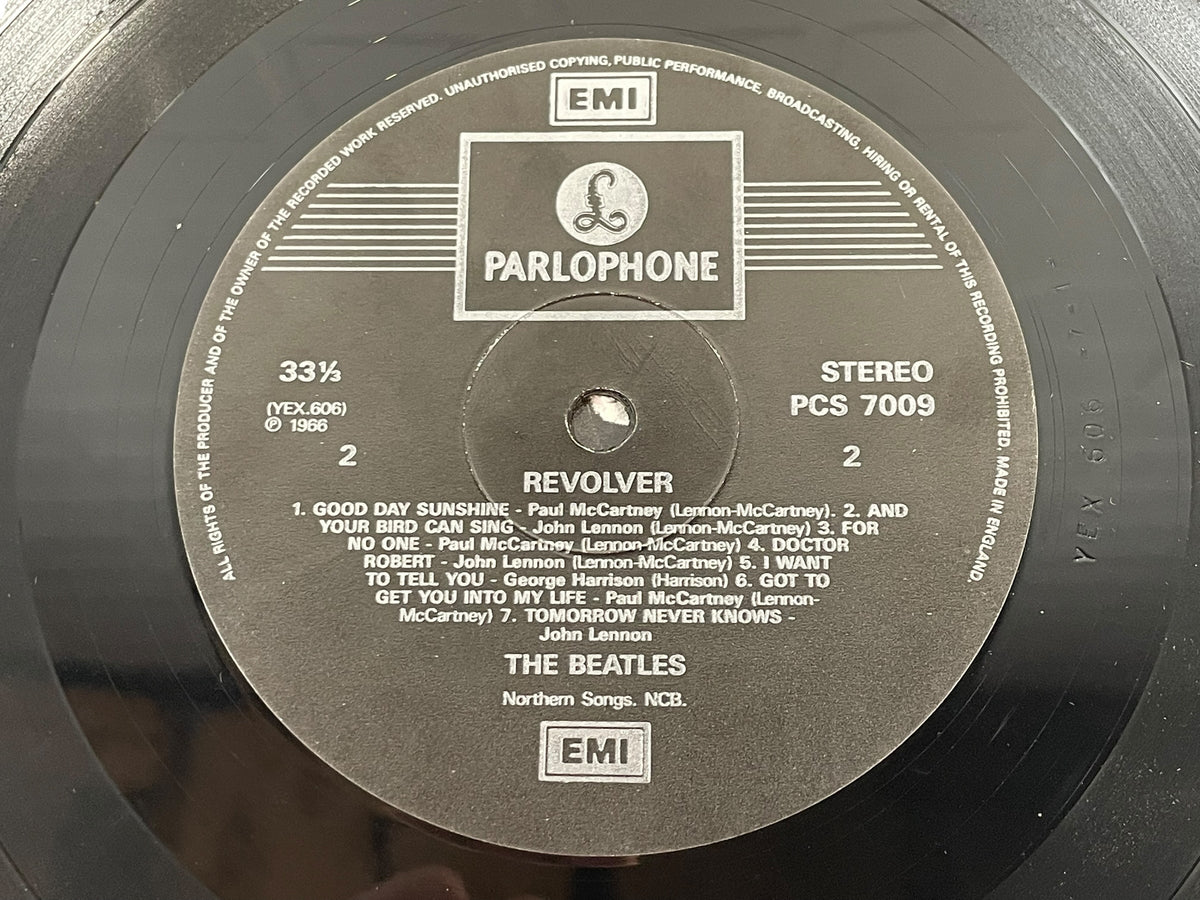 ALL RIGHTS OF THE PRODUCER AND OF THE OWNER OF THE RECORDED WORK RESERVED. UNAUTHORISED COPYING, PUBLIC PERFORMANCE, BROADCASTING, HIRING OR RENTAL OF THIS RECORDING PROHIBITED. MADE IN ENGLAND.
EMI
£
PARLOPHONE
33⅓
STEREO
(YEX.606)
PCS 7009
℗ 1966
2
2
REVOLVER
1. GOOD DAY SUNSHINE - Paul McCartney (Lennon-McCartney). 2. AND
YOUR BIRD CAN SING - John Lennon (Lennon-McCartney) 3. FOR
NO ONE - Paul McCartney (Lennon-McCartney) 4. DOCTOR
ROBERT - John Lennon (Lennon-McCartney) 5. I WANT
TO TELL YOU - George Harrison (Harrison) 6. GOT TO
GET YOU INTO MY LIFE - Paul McCartney (Lennon-
McCartney) 7. TOMORROW NEVER KNOWS -
John Lennon
THE BEATLES
Northern Songs. NCB.
EMI
YEX 606